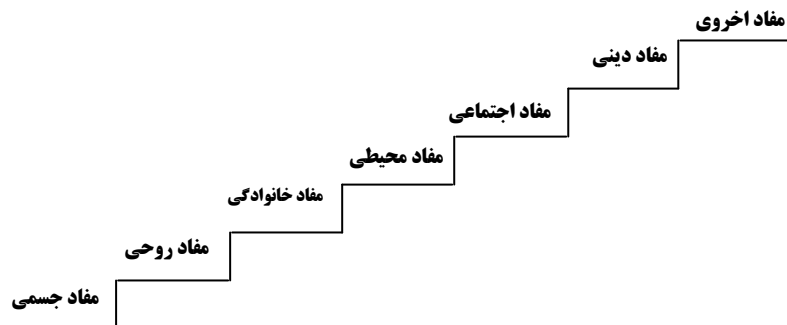 مفاد اخروی
مفاد دینی
مفاد اجتماعی
مفاد محیطی
مفاد خانوادگی
مفاد روحی
مفاد جسمی